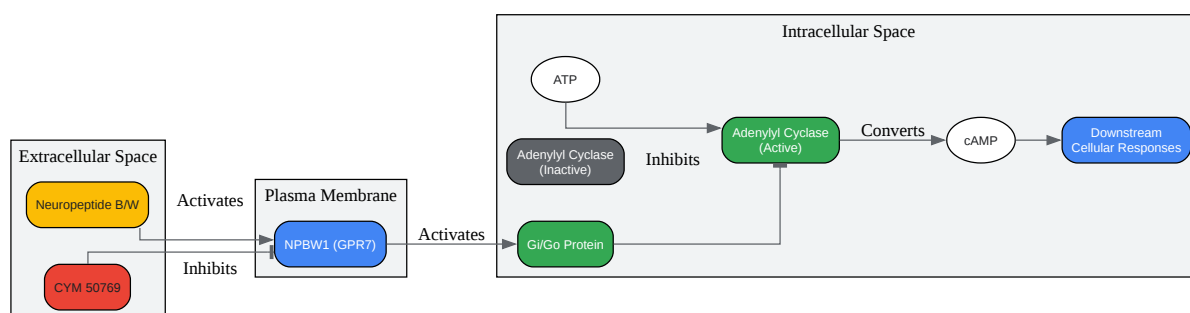 Intracellular Space
ATP
Adenylyl Cyclase
(Active)
Converts
cAMP
Downstream
Cellular Responses
Adenylyl Cyclase
(Inactive)
Inhibits
Extracellular Space
Neuropeptide B/W
Activates
Plasma Membrane
NPBW1 (GPR7)
Activates
Gi/Go Protein
Inhibits
CYM 50769